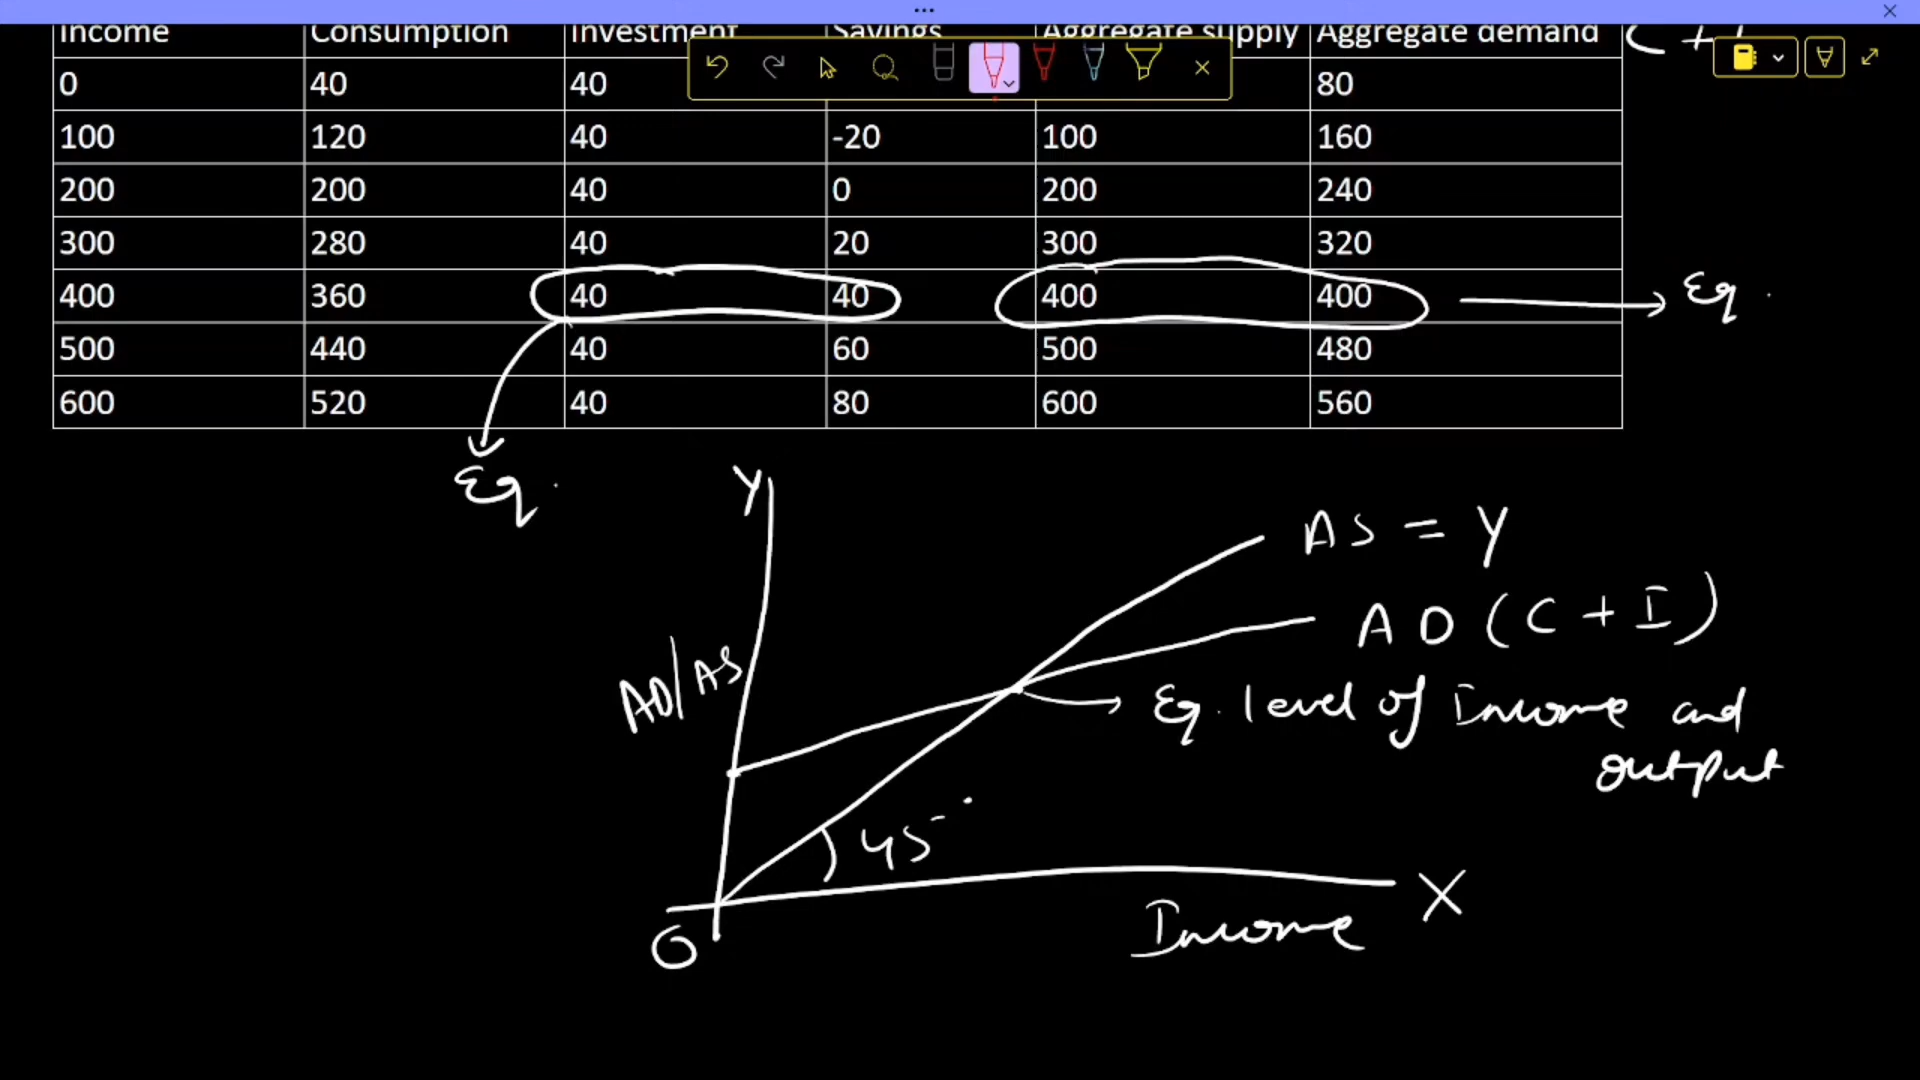 Income Consumption Investment Savings Aggregate supply Aggregate demand C + I
0 40 40 80
100 120 40 -20 100 160
200 200 40 0 200 240
300 280 40 20 300 320
400 360 40 40 400 400 Eq.
500 440 40 60 500 480
600 520 40 80 600 560
Eq.
Y
AS = Y
AD (C + I)
AD/AS
Eq. level of Income and
output
45°
O
Income X